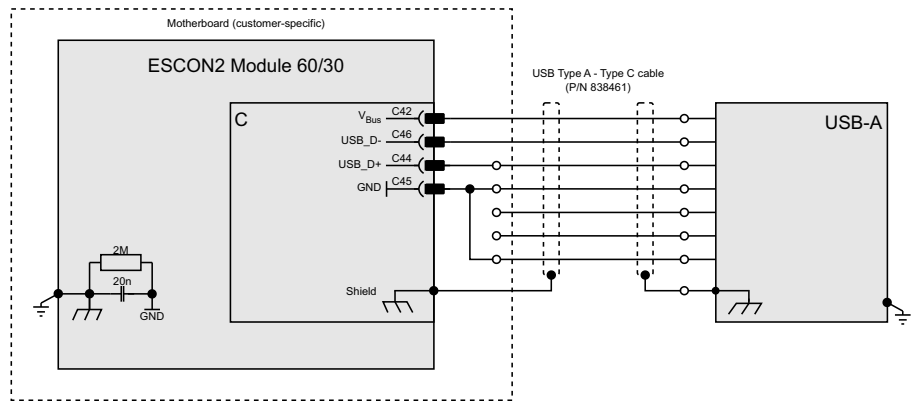 Motherboard (customer-specific)
ESCON2 Module 60/30
USB Type A - Type C cable
(P/N 838461)
C
USB-A
VBus
C42
USB_D-
C46
USB_D+
C44
GND
C45
2M
20n
GND
Shield